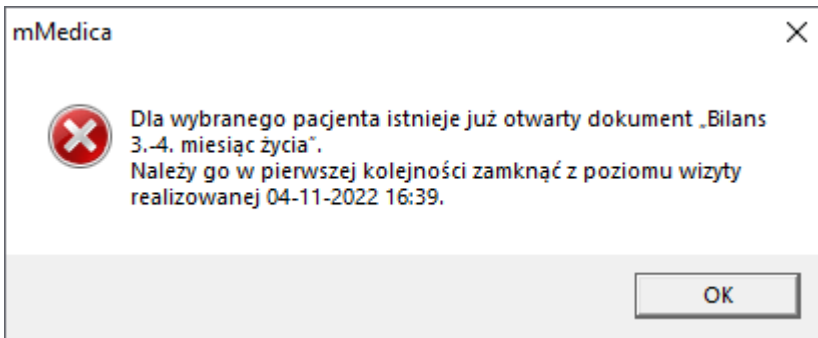 mMedica
Dla wybranego pacjenta istnieje już otwarty dokument „Bilans
3.-4. miesiąc życia".
Należy go w pierwszej kolejności zamknąć z poziomu wizyty
realizowanej 04-11-2022 16:39.
OK